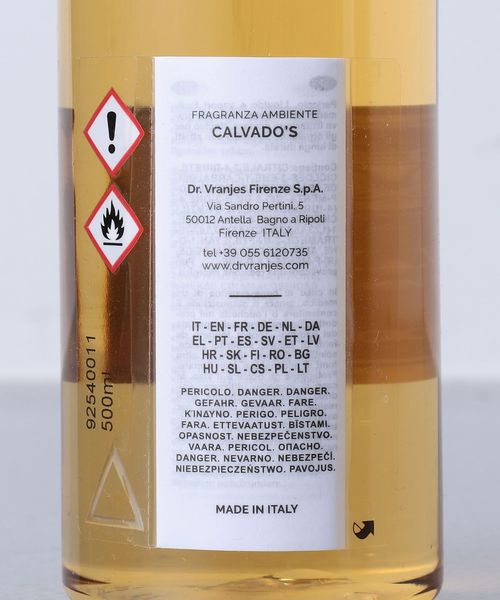 FRAGRANZA AMBIENTE
CALVADO'S
Dr. Vranjes Firenze S.p.A.
Via Sandro Pertini, 5
50012 Antella Bagno a Ripoli
Firenze ITALY
tel +39 055 6120735
www.drvranjes.com
IT - EN - FR - DE - NL - DA
EL - PT - ES - SV - ET - LV
HR - SK - FI - RO - BG
HU - SL - CS - PL - LT
PERICOLO. DANGER. DANGER.
GEFAHR. GEVAAR. FARE.
ΚΊΝΔΥΝΟ. PERIGO. PELIGRO.
FARA. ETTEVAATUST. BĪSTAMI.
OPASNOST. NEBEZPEČENSTVO.
VAARA. PERICOL. ОПАСНО.
DANGER. NEVARNO. NEBEZPEČÍ.
NIEBEZPIECZEŃSTWO. PAVOJUS.
MADE IN ITALY
92540011
500ml